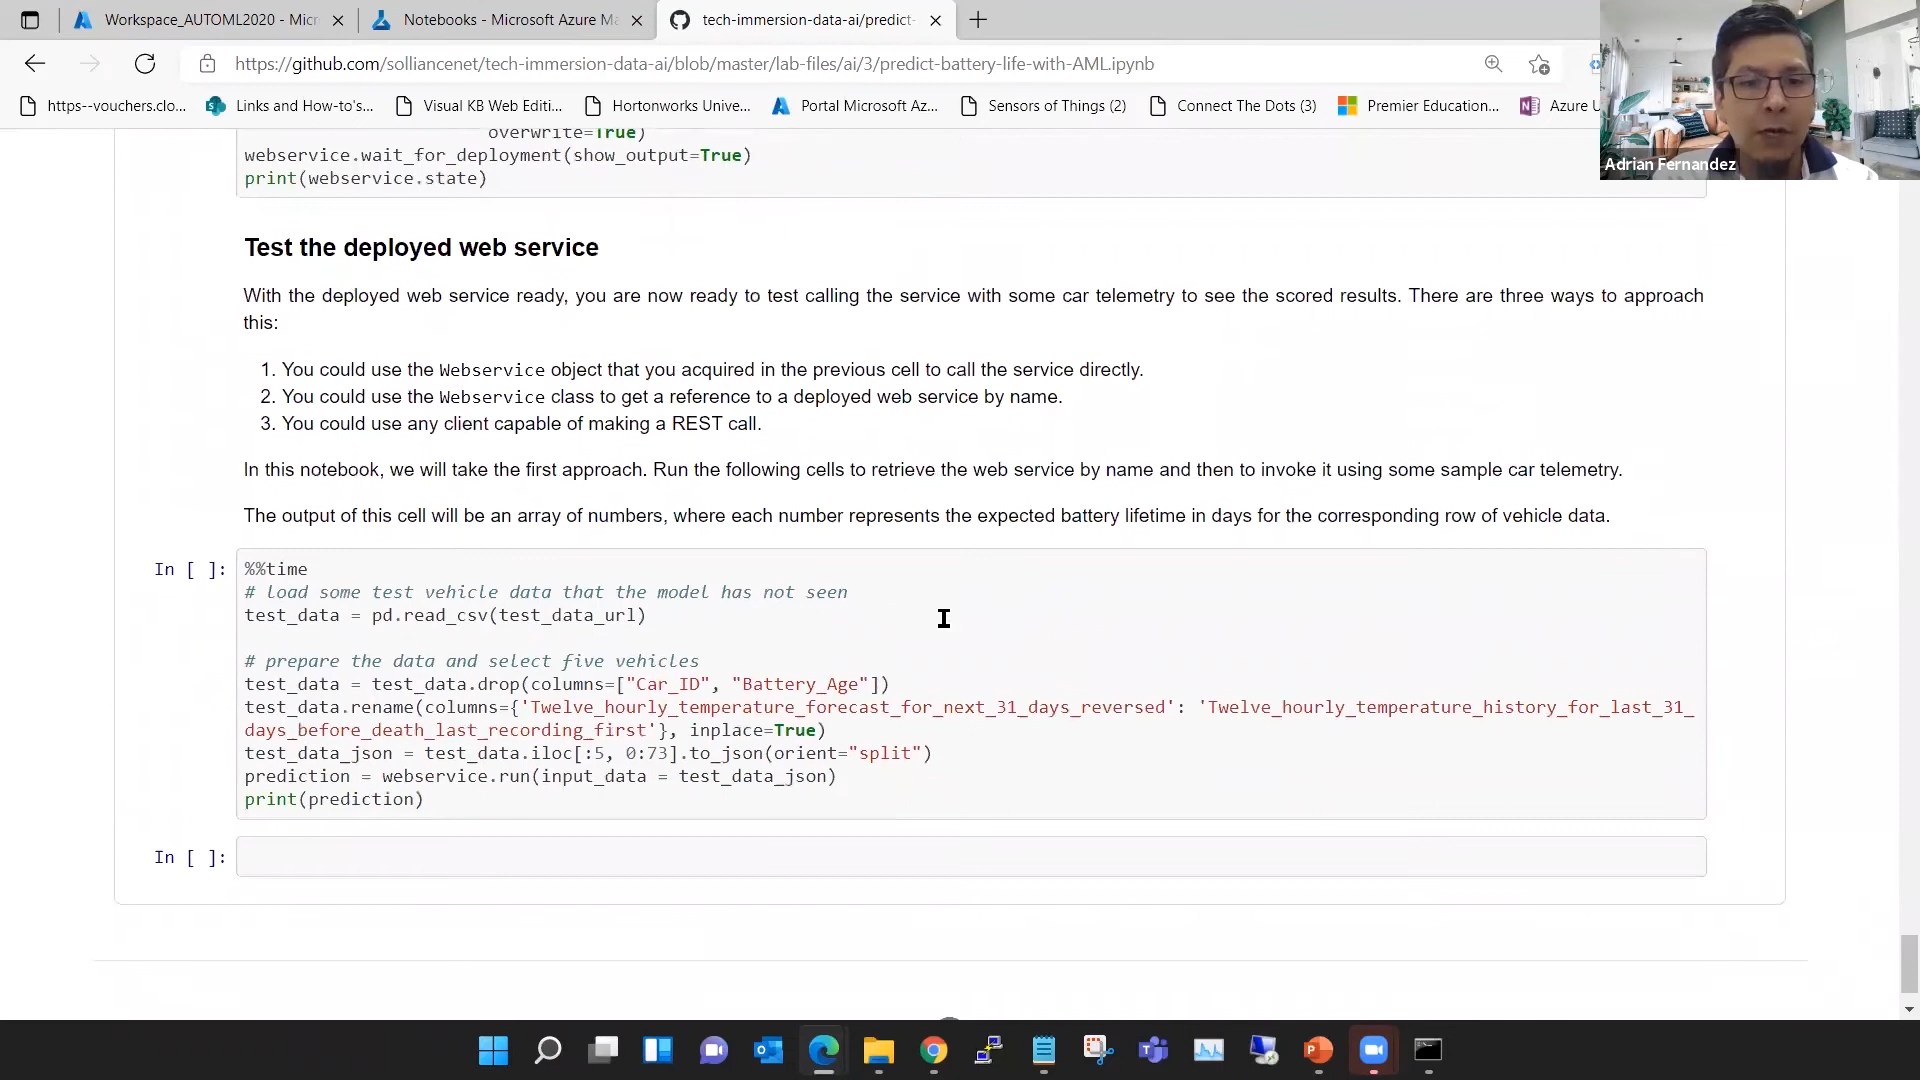 Workspace_AUTOML2020 - Micr
Notebooks - Microsoft Azure Ma
tech-immersion-data-ai/predict-
https://github.com/solliancenet/tech-immersion-data-ai/blob/master/lab-files/ai/3/predict-battery-life-with-AML.ipynb
https--vouchers.clo...
Links and How-to's...
Visual KB Web Editi...
Hortonworks Unive...
Portal Microsoft Az...
Sensors of Things (2)
Connect The Dots (3)
Premier Education...
Azure U
Adrian Fernandez
overwrite=True)
webservice.wait_for_deployment(show_output=True)
print(webservice.state)
Test the deployed web service
With the deployed web service ready, you are now ready to test calling the service with some car telemetry to see the scored results. There are three ways to approach
this:
1. You could use the Webservice object that you acquired in the previous cell to call the service directly.
2. You could use the Webservice class to get a reference to a deployed web service by name.
3. You could use any client capable of making a REST call.
In this notebook, we will take the first approach. Run the following cells to retrieve the web service by name and then to invoke it using some sample car telemetry.
The output of this cell will be an array of numbers, where each number represents the expected battery lifetime in days for the corresponding row of vehicle data.
In [ ]:
%%time
# load some test vehicle data that the model has not seen
test_data = pd.read_csv(test_data_url)
# prepare the data and select five vehicles
test_data = test_data.drop(columns=["Car_ID", "Battery_Age"])
test_data.rename(columns={'Twelve_hourly_temperature_forecast_for_next_31_days_reversed': 'Twelve_hourly_temperature_history_for_last_31_
days_before_death_last_recording_first'}, inplace=True)
test_data_json = test_data.iloc[:5, 0:73].to_json(orient="split")
prediction = webservice.run(input_data = test_data_json)
print(prediction)
In [ ]: